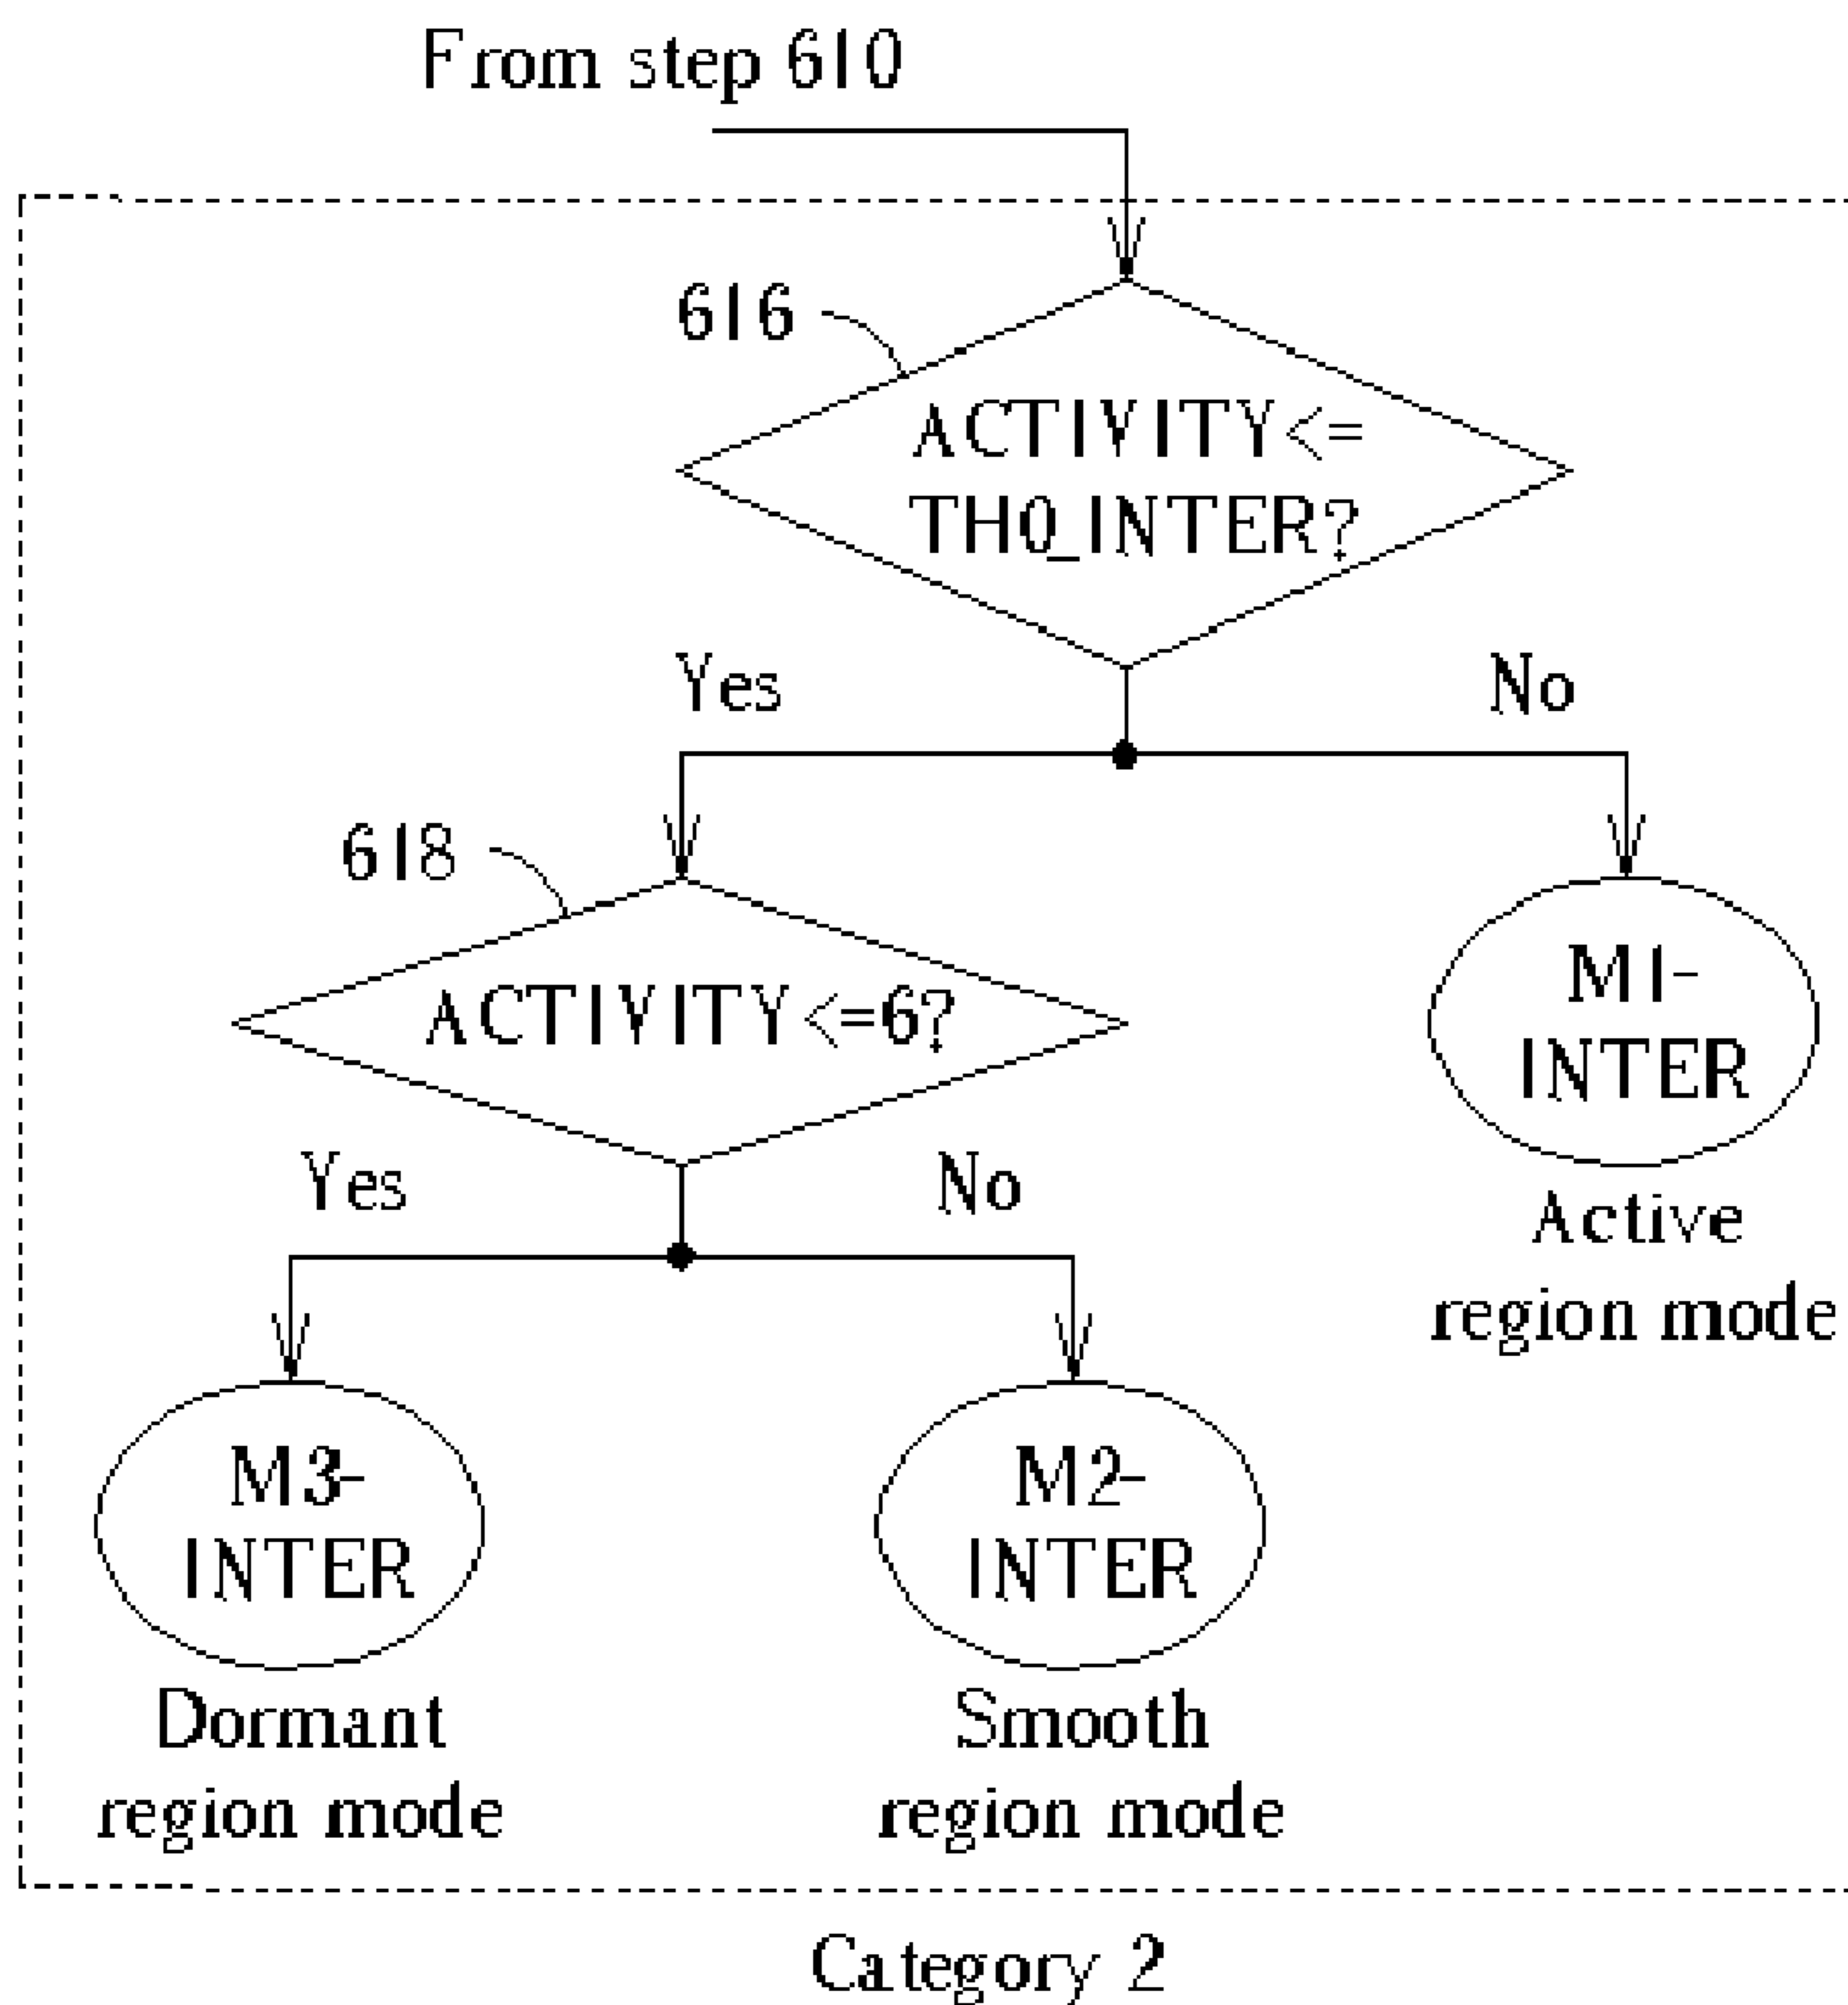 From step 610
616
ACTIVITY<=
TH0_INTER?
Yes
No
618
ACTIVITY<=6?
M1-
INTER
Yes
No
Active
region mode
M3-
INTER
M2-
INTER
Dormant
region mode
Smooth
region mode
Category 2